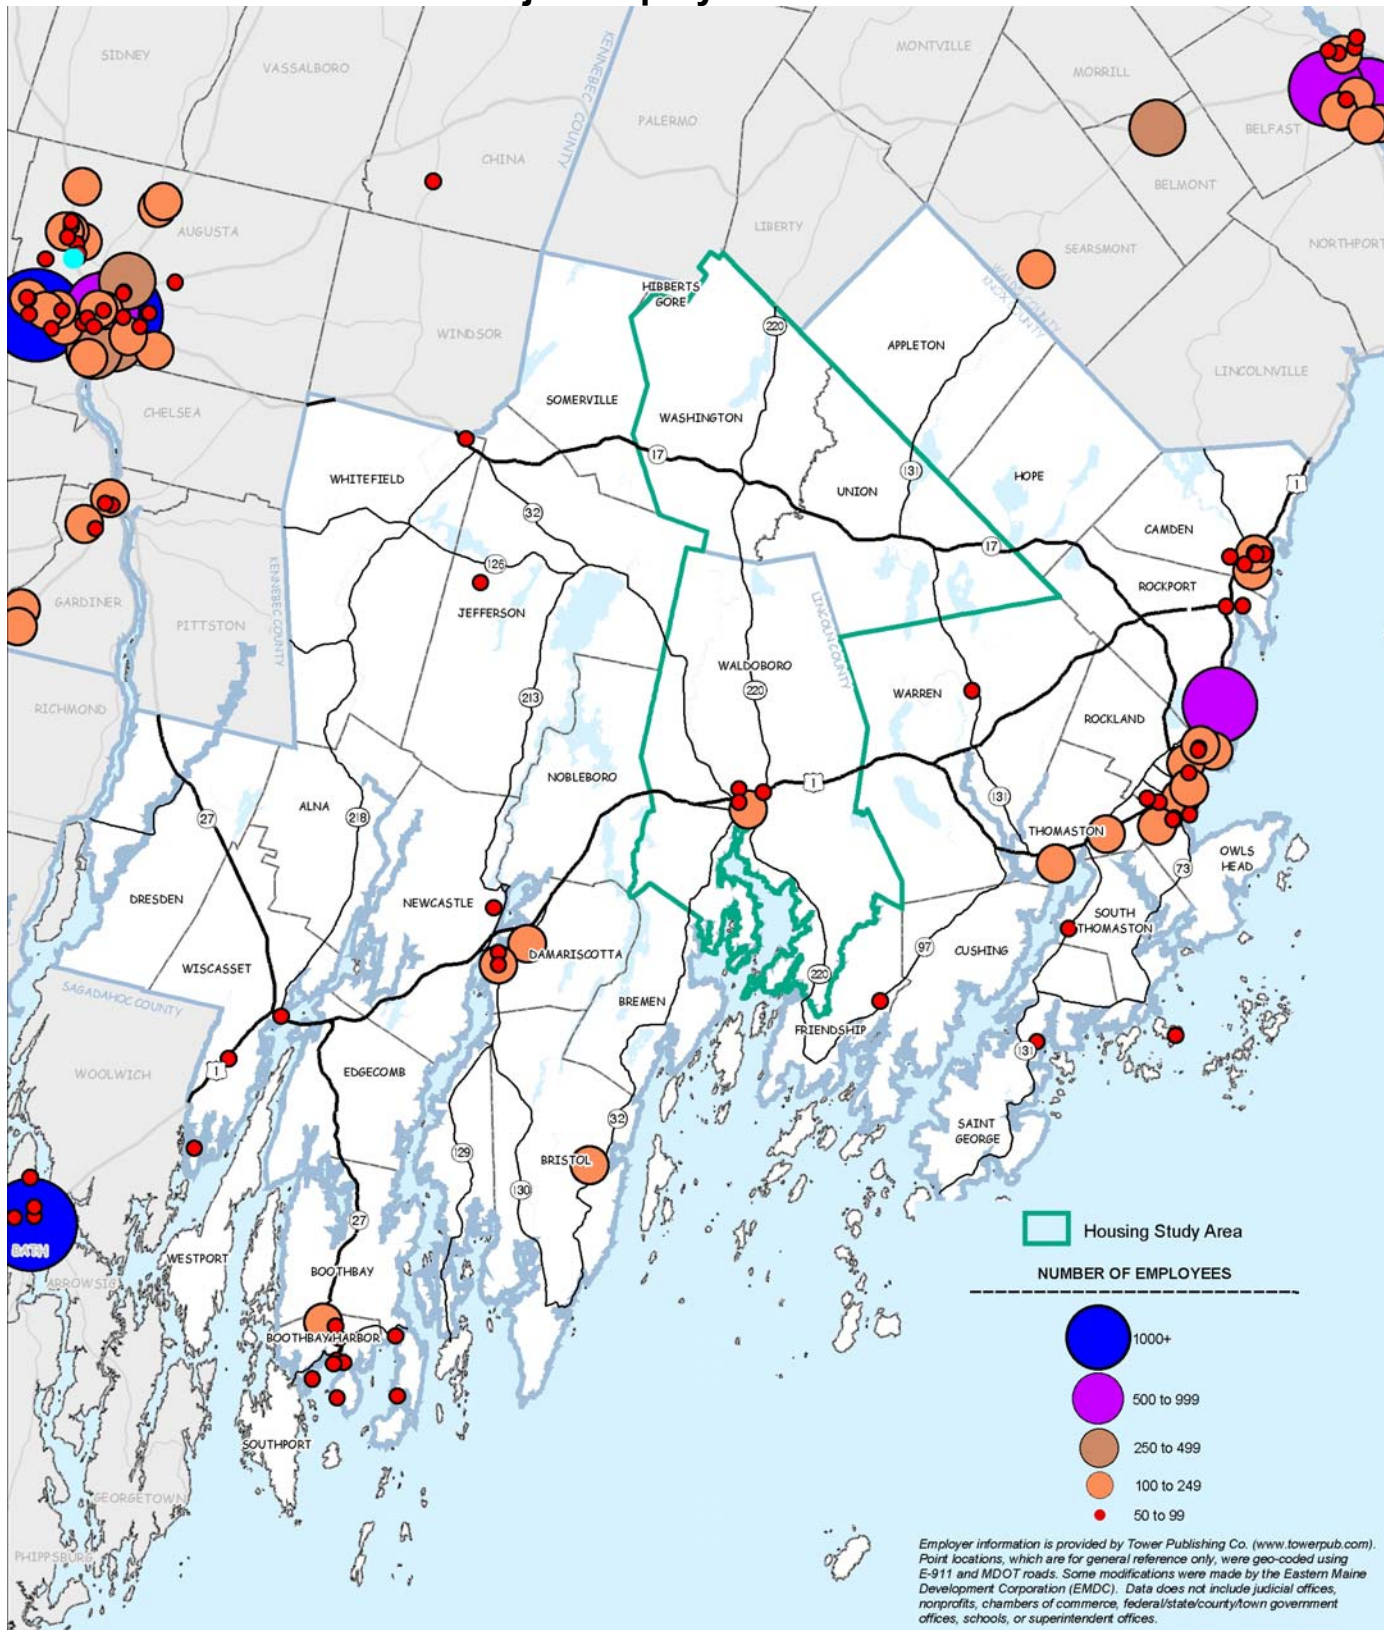 SIDNEY
VASSALBORO
KENNEBEC COUNTY
PALERMO
MONTVILLE
MORRILL
BELFAST
CHINA
BELMONT
AUGUSTA
LIBERTY
SEARSMONT
NORTHPORT
WALDO COUNTY
KNOX COUNTY
HIBBERTS
GORE
220
WINDSOR
APPLETON
LINCOLNVILLE
CHELSEA
SOMERVILLE
WASHINGTON
17
131
WHITEFIELD
UNION
HOPE
1
32
CAMDEN
17
126
ROCKPORT
GARDINER
PITTSTON
KENNEBEC COUNTY
JEFFERSON
LINCOLN COUNTY
WALDOBORO
220
WARREN
213
RICHMOND
ROCKLAND
NOBLEBORO
1
ALNA
27
218
131
THOMASTON
OWLS
HEAD
73
DRESDEN
NEWCASTLE
SOUTH
THOMASTON
97
CUSHING
DAMARISCOTTA
WISCASSET
220
SAGADAHOC COUNTY
BREMEN
FRIENDSHIP
131
WOOLWICH
1
EDGECOMB
32
SAINT
GEORGE
129
BRISTOL
130
27
BATH
WESTPORT
ARROWSIC
BOOTHBAY
BOOTHBAY HARBOR
SOUTHPORT
GEORGETOWN
PHIPPSBURG
Housing Study Area
NUMBER OF EMPLOYEES
1000+
500 to 999
250 to 499
100 to 249
50 to 99
Employer information is provided by Tower Publishing Co. (www.towerpub.com).
Point locations, which are for general reference only, were geo-coded using
E-911 and MDOT roads. Some modifications were made by the Eastern Maine
Development Corporation (EMDC). Data does not include judicial offices,
nonprofits, chambers of commerce, federal/state/county/town government
offices, schools, or superintendent offices.